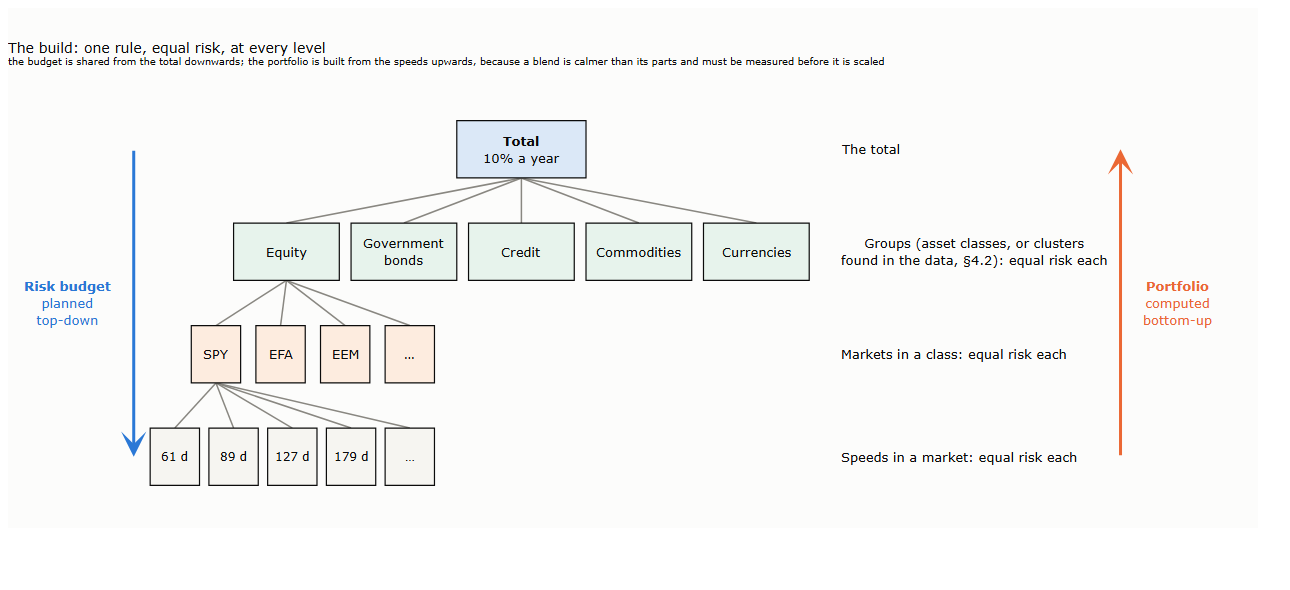 The build: one rule, equal risk, at every level
the budget is shared from the total downwards; the portfolio is built from the speeds upwards, because a blend is calmer than its parts and must be measured before it is scaled
Total
10% a year
The total
Equity
Government
bonds
Credit
Commodities
Currencies
Groups (asset classes, or clusters
found in the data, §4.2): equal risk each
Risk budget
planned
top-down
Portfolio
computed
bottom-up
SPY
EFA
EEM
...
Markets in a class: equal risk each
61 d
89 d
127 d
179 d
...
Speeds in a market: equal risk each